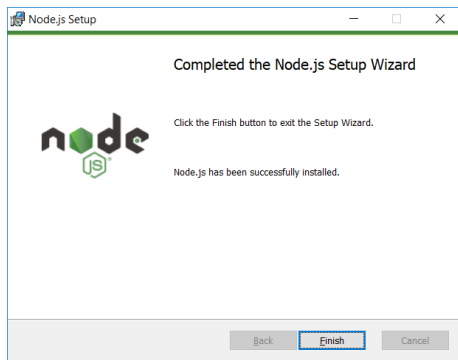 Node.js Setup
Completed the Node.js Setup Wizard
Click the Finish button to exit the Setup Wizard.
node
JS
Node.js has been successfully installed.
Back Finish Cancel